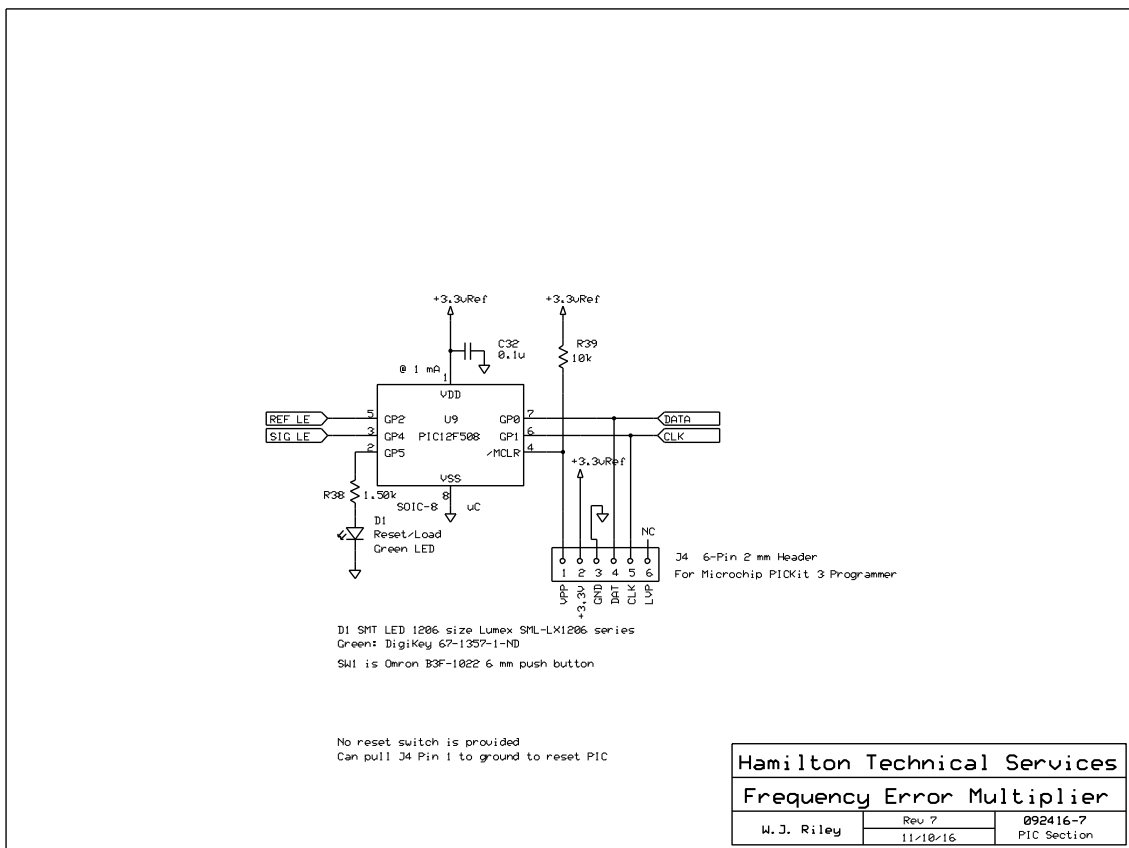 +3.3vRef
+3.3vRef
C32
0.1u
R39
10k
@ 1 mA
1
VDD
REF LE
5
GP2
U9
GP0
7
DATA
SIG LE
3
GP4
PIC12F508
GP1
6
CLK
2
GP5
/MCLR
4
+3.3vRef
VSS
8
R38
1.50k
SOIC-8
uC
D1
Reset/Load
Green LED
NC
J4 6-Pin 2 mm Header
For Microchip PICKit 3 Programmer
1 2 3 4 5 6
VPP
+3.3V
GND
DAT
CLK
LVP
D1 SMT LED 1206 size Lumex SML-LX1206 series
Green: DigiKey 67-1357-1-ND
SW1 is Omron B3F-1022 6 mm push button
No reset switch is provided
Can pull J4 Pin 1 to ground to reset PIC
Hamilton Technical Services
Frequency Error Multiplier
W.J. Riley
Rev 7
11/10/16
092416-7
PIC Section